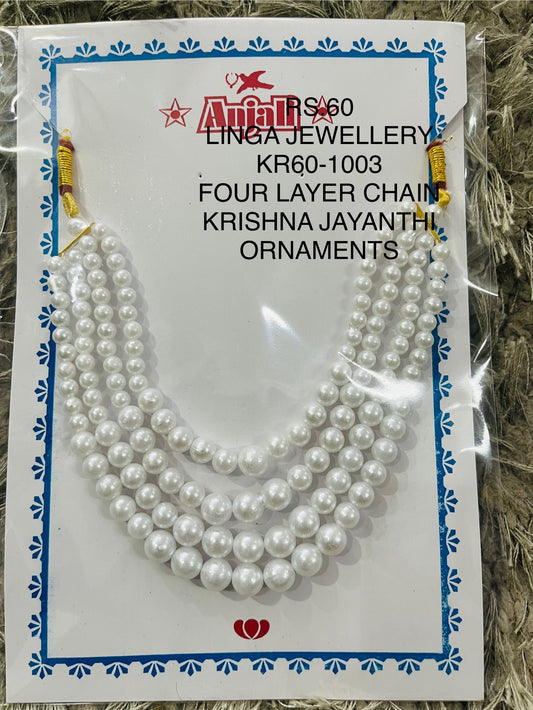 Anjali
RS 60
LINGA JEWELLERY
KR60-1003
FOUR LAYER CHAIN
KRISHNA JAYANTHI
ORNAMENTS